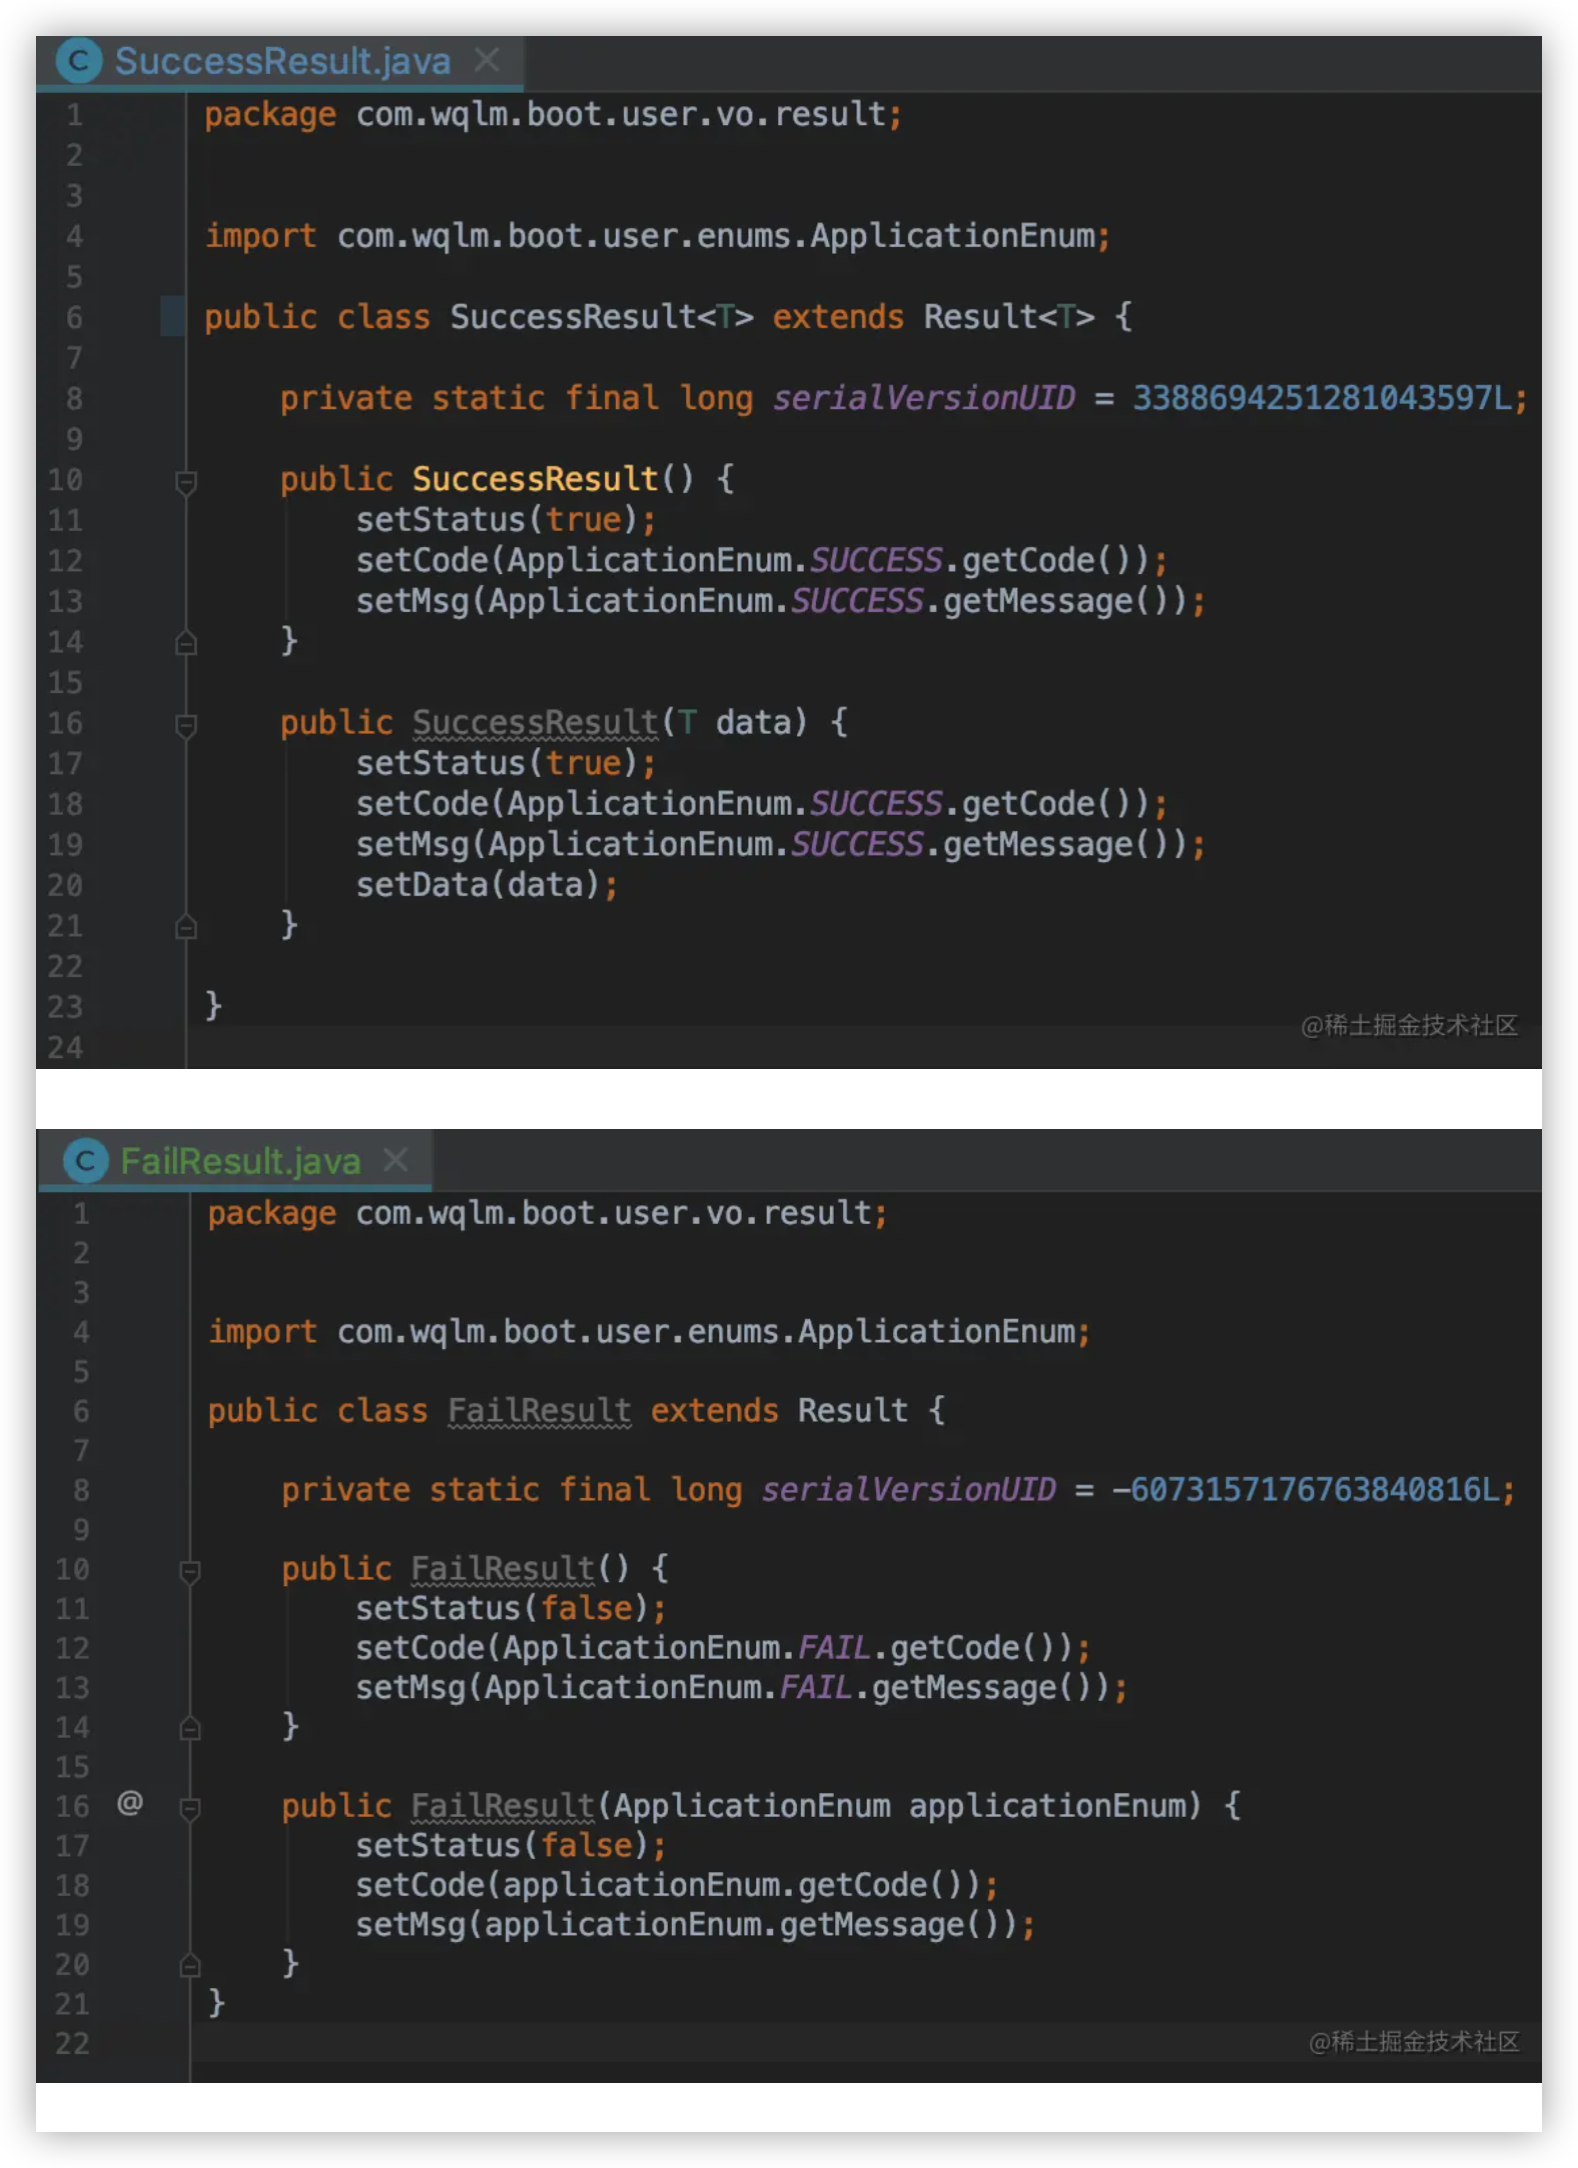 SuccessResult.java
1 package com.wqlm.boot.user.vo.result;
2
3
4 import com.wqlm.boot.user.enums.ApplicationEnum;
5
6 public class SuccessResult<T> extends Result<T> {
7
8 private static final long serialVersionUID = 3388694251281043597L;
9
10 public SuccessResult() {
11 setStatus(true);
12 setCode(ApplicationEnum.SUCCESS.getCode());
13 setMsg(ApplicationEnum.SUCCESS.getMessage());
14 }
15
16 public SuccessResult(T data) {
17 setStatus(true);
18 setCode(ApplicationEnum.SUCCESS.getCode());
19 setMsg(ApplicationEnum.SUCCESS.getMessage());
20 setData(data);
21 }
22
23 }
@稀土掘金技术社区
24
FailResult.java
1 package com.wqlm.boot.user.vo.result;
2
3
4 import com.wqlm.boot.user.enums.ApplicationEnum;
5
6 public class FailResult extends Result {
7
8 private static final long serialVersionUID = -6073157176763840816L;
9
10 public FailResult() {
11 setStatus(false);
12 setCode(ApplicationEnum.FAIL.getCode());
13 setMsg(ApplicationEnum.FAIL.getMessage());
14 }
15
16 @ public FailResult(ApplicationEnum applicationEnum) {
17 setStatus(false);
18 setCode(applicationEnum.getCode());
19 setMsg(applicationEnum.getMessage());
20 }
21 }
22
@稀土掘金技术社区